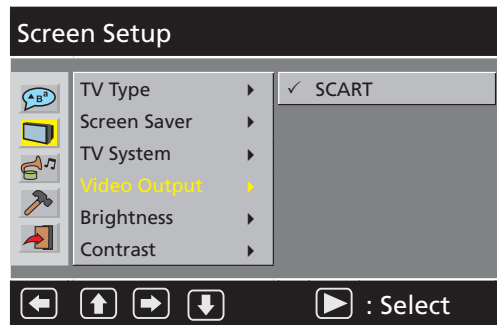 Screen Setup
TV Type
✓ SCART
Screen Saver
TV System
Video Output
Brightness
Contrast
: Select